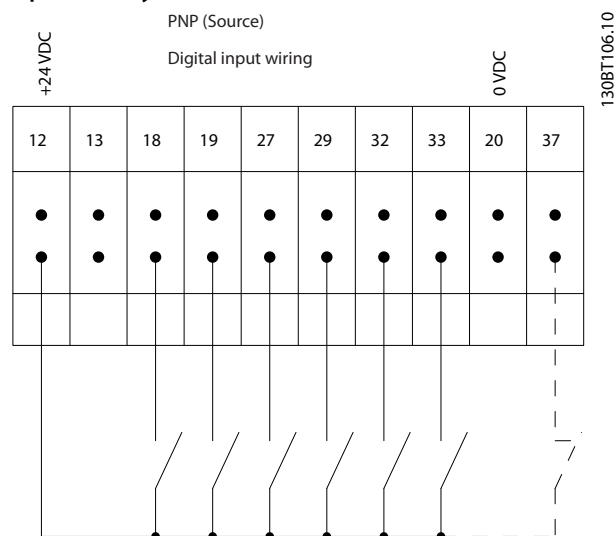 PNP (Source)
Digital input wiring
+24 VDC
0 VDC
130BT106.10
12 13 18 19 27 29 32 33 20 37